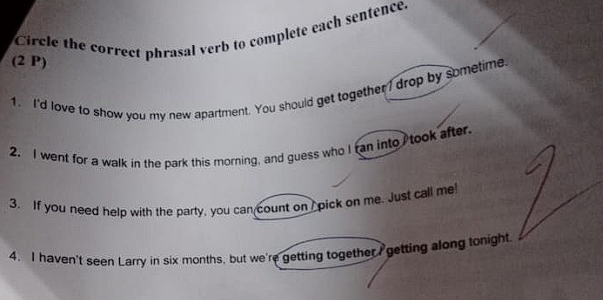 Circle the correct phrasal verb to complete each sentence.
(2 P)
1. I'd love to show you my new apartment. You should get together / drop by sometime.
2. I went for a walk in the park this morning, and guess who I ran into / took after.
3. If you need help with the party, you can count on / pick on me. Just call me!
4. I haven't seen Larry in six months, but we're getting together / getting along tonight.
2